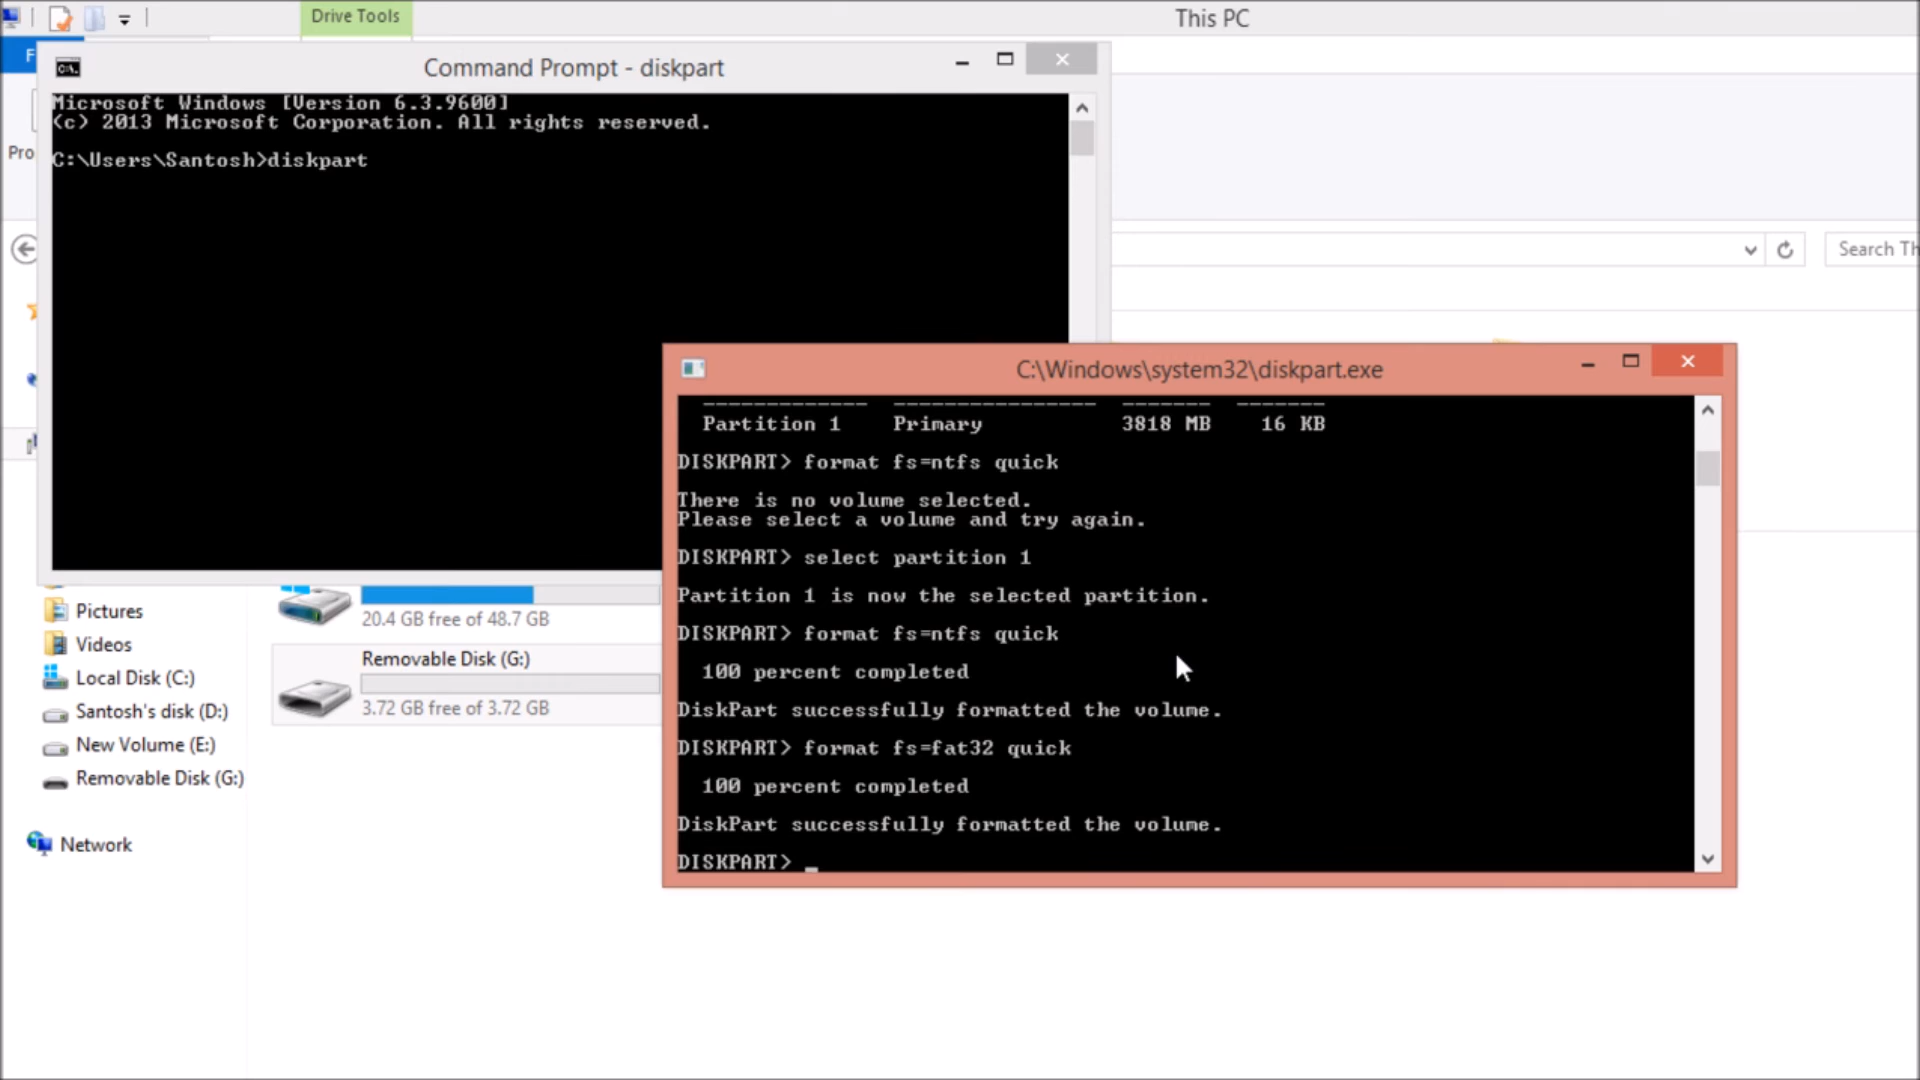 Drive Tools
This PC
F
Command Prompt - diskpart
Microsoft Windows [Version 6.3.9600]
(c) 2013 Microsoft Corporation. All rights reserved.
Pro
C:\Users\Santosh>diskpart
Search Th
C:\Windows\system32\diskpart.exe
------------- ---------------- ------- -------
Partition 1 Primary 3818 MB 16 KB
DISKPART> format fs=ntfs quick
There is no volume selected.
Please select a volume and try again.
DISKPART> select partition 1
Partition 1 is now the selected partition.
DISKPART> format fs=ntfs quick
100 percent completed
DiskPart successfully formatted the volume.
DISKPART> format fs=fat32 quick
100 percent completed
DiskPart successfully formatted the volume.
DISKPART> _
Pictures
Videos
Local Disk (C:)
Santosh's disk (D:)
New Volume (E:)
Removable Disk (G:)
Network
20.4 GB free of 48.7 GB
Removable Disk (G:)
3.72 GB free of 3.72 GB